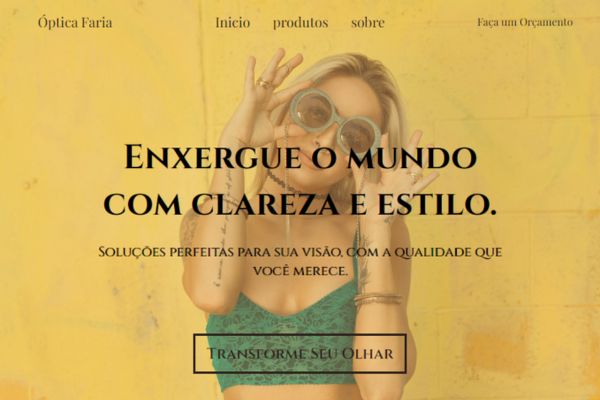 Óptica Faria
Inicio produtos sobre
Faça um Orçamento
Enxergue o mundo
com clareza e estilo.
Soluções perfeitas para sua visão, com a qualidade que
você merece.
Transforme Seu Olhar